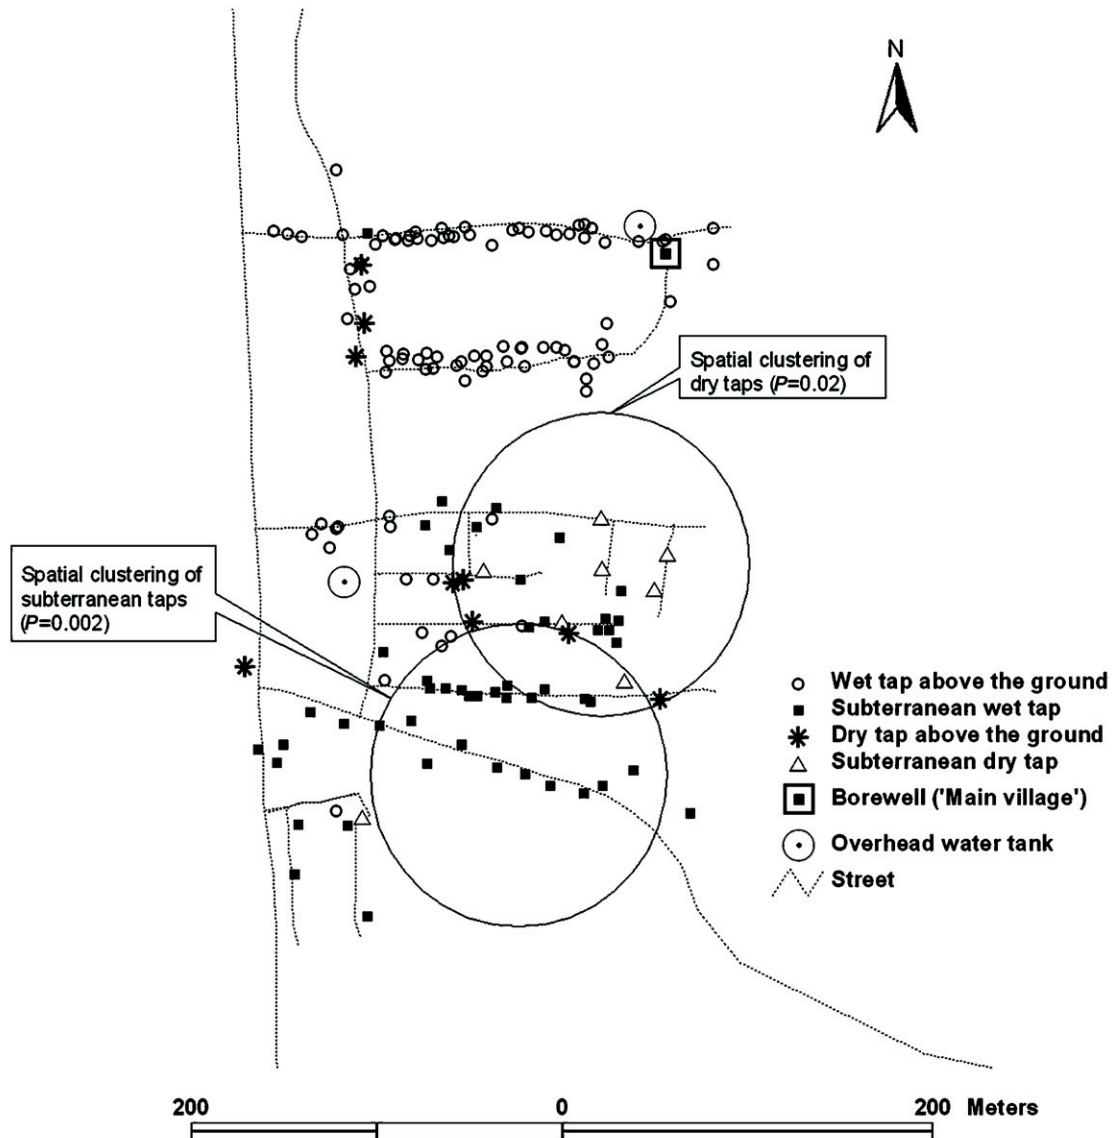 N
Spatial clustering of
dry taps (P=0.02)
Spatial clustering of
subterranean taps
(P=0.002)
Wet tap above the ground
Subterranean wet tap
Dry tap above the ground
Subterranean dry tap
Borewell ('Main village')
Overhead water tank
Street
200 0 200 Meters